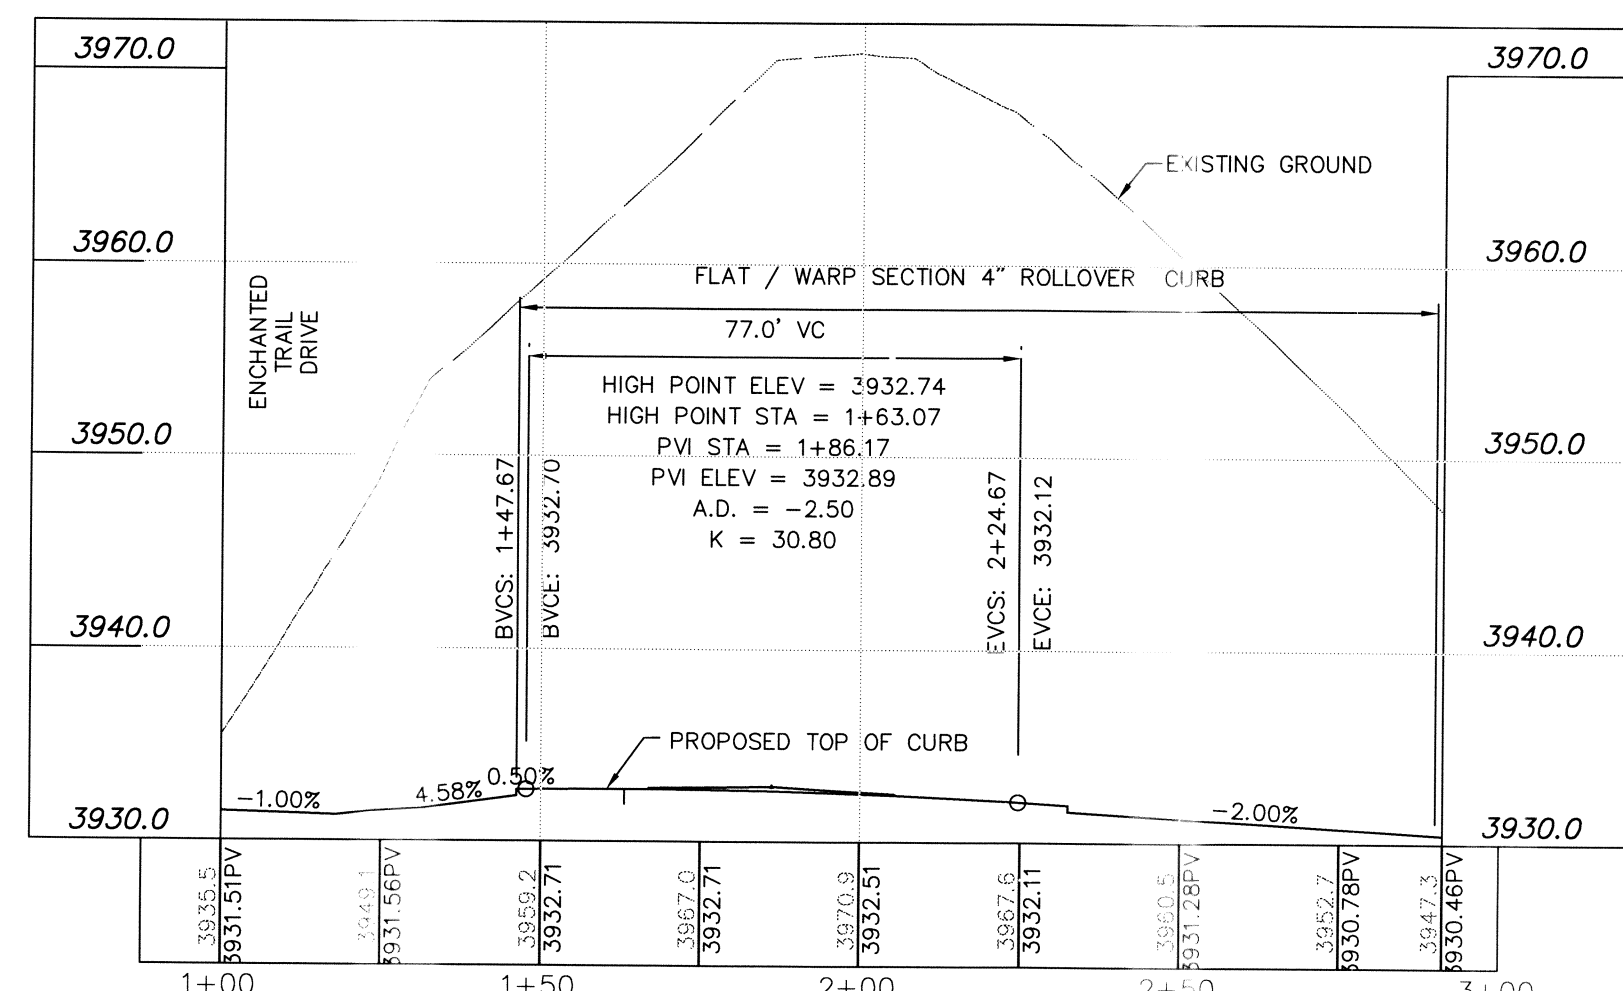 3970.0
3970.0
EXISTING GROUND
3960.0
3960.0
FLAT / WARP SECTION 4" ROLLOVER CURB
ENCHANTED
TRAIL
DRIVE
77.0' VC
HIGH POINT ELEV = 3932.74
HIGH POINT STA = 1+63.07
PVI STA = 1+86.17
PVI ELEV = 3932.89
A.D. = -2.50
K = 30.80
3950.0
3950.0
BVCS: 1+47.67
BVCE: 3932.70
EVCS: 2+24.67
EVCE: 3932.12
3940.0
3940.0
PROPOSED TOP OF CURB
-1.00%
4.58%
0.50%
-2.00%
3930.0
3930.0
3935.5
3931.51PV
3949.1
3931.56PV
3959.2
3932.71
3967.0
3932.71
3970.9
3932.51
3967.6
3932.11
3960.5
3931.28PV
3952.7
3930.78PV
3947.3
3930.46PV
1+00
1+50
2+00
2+50
3+00